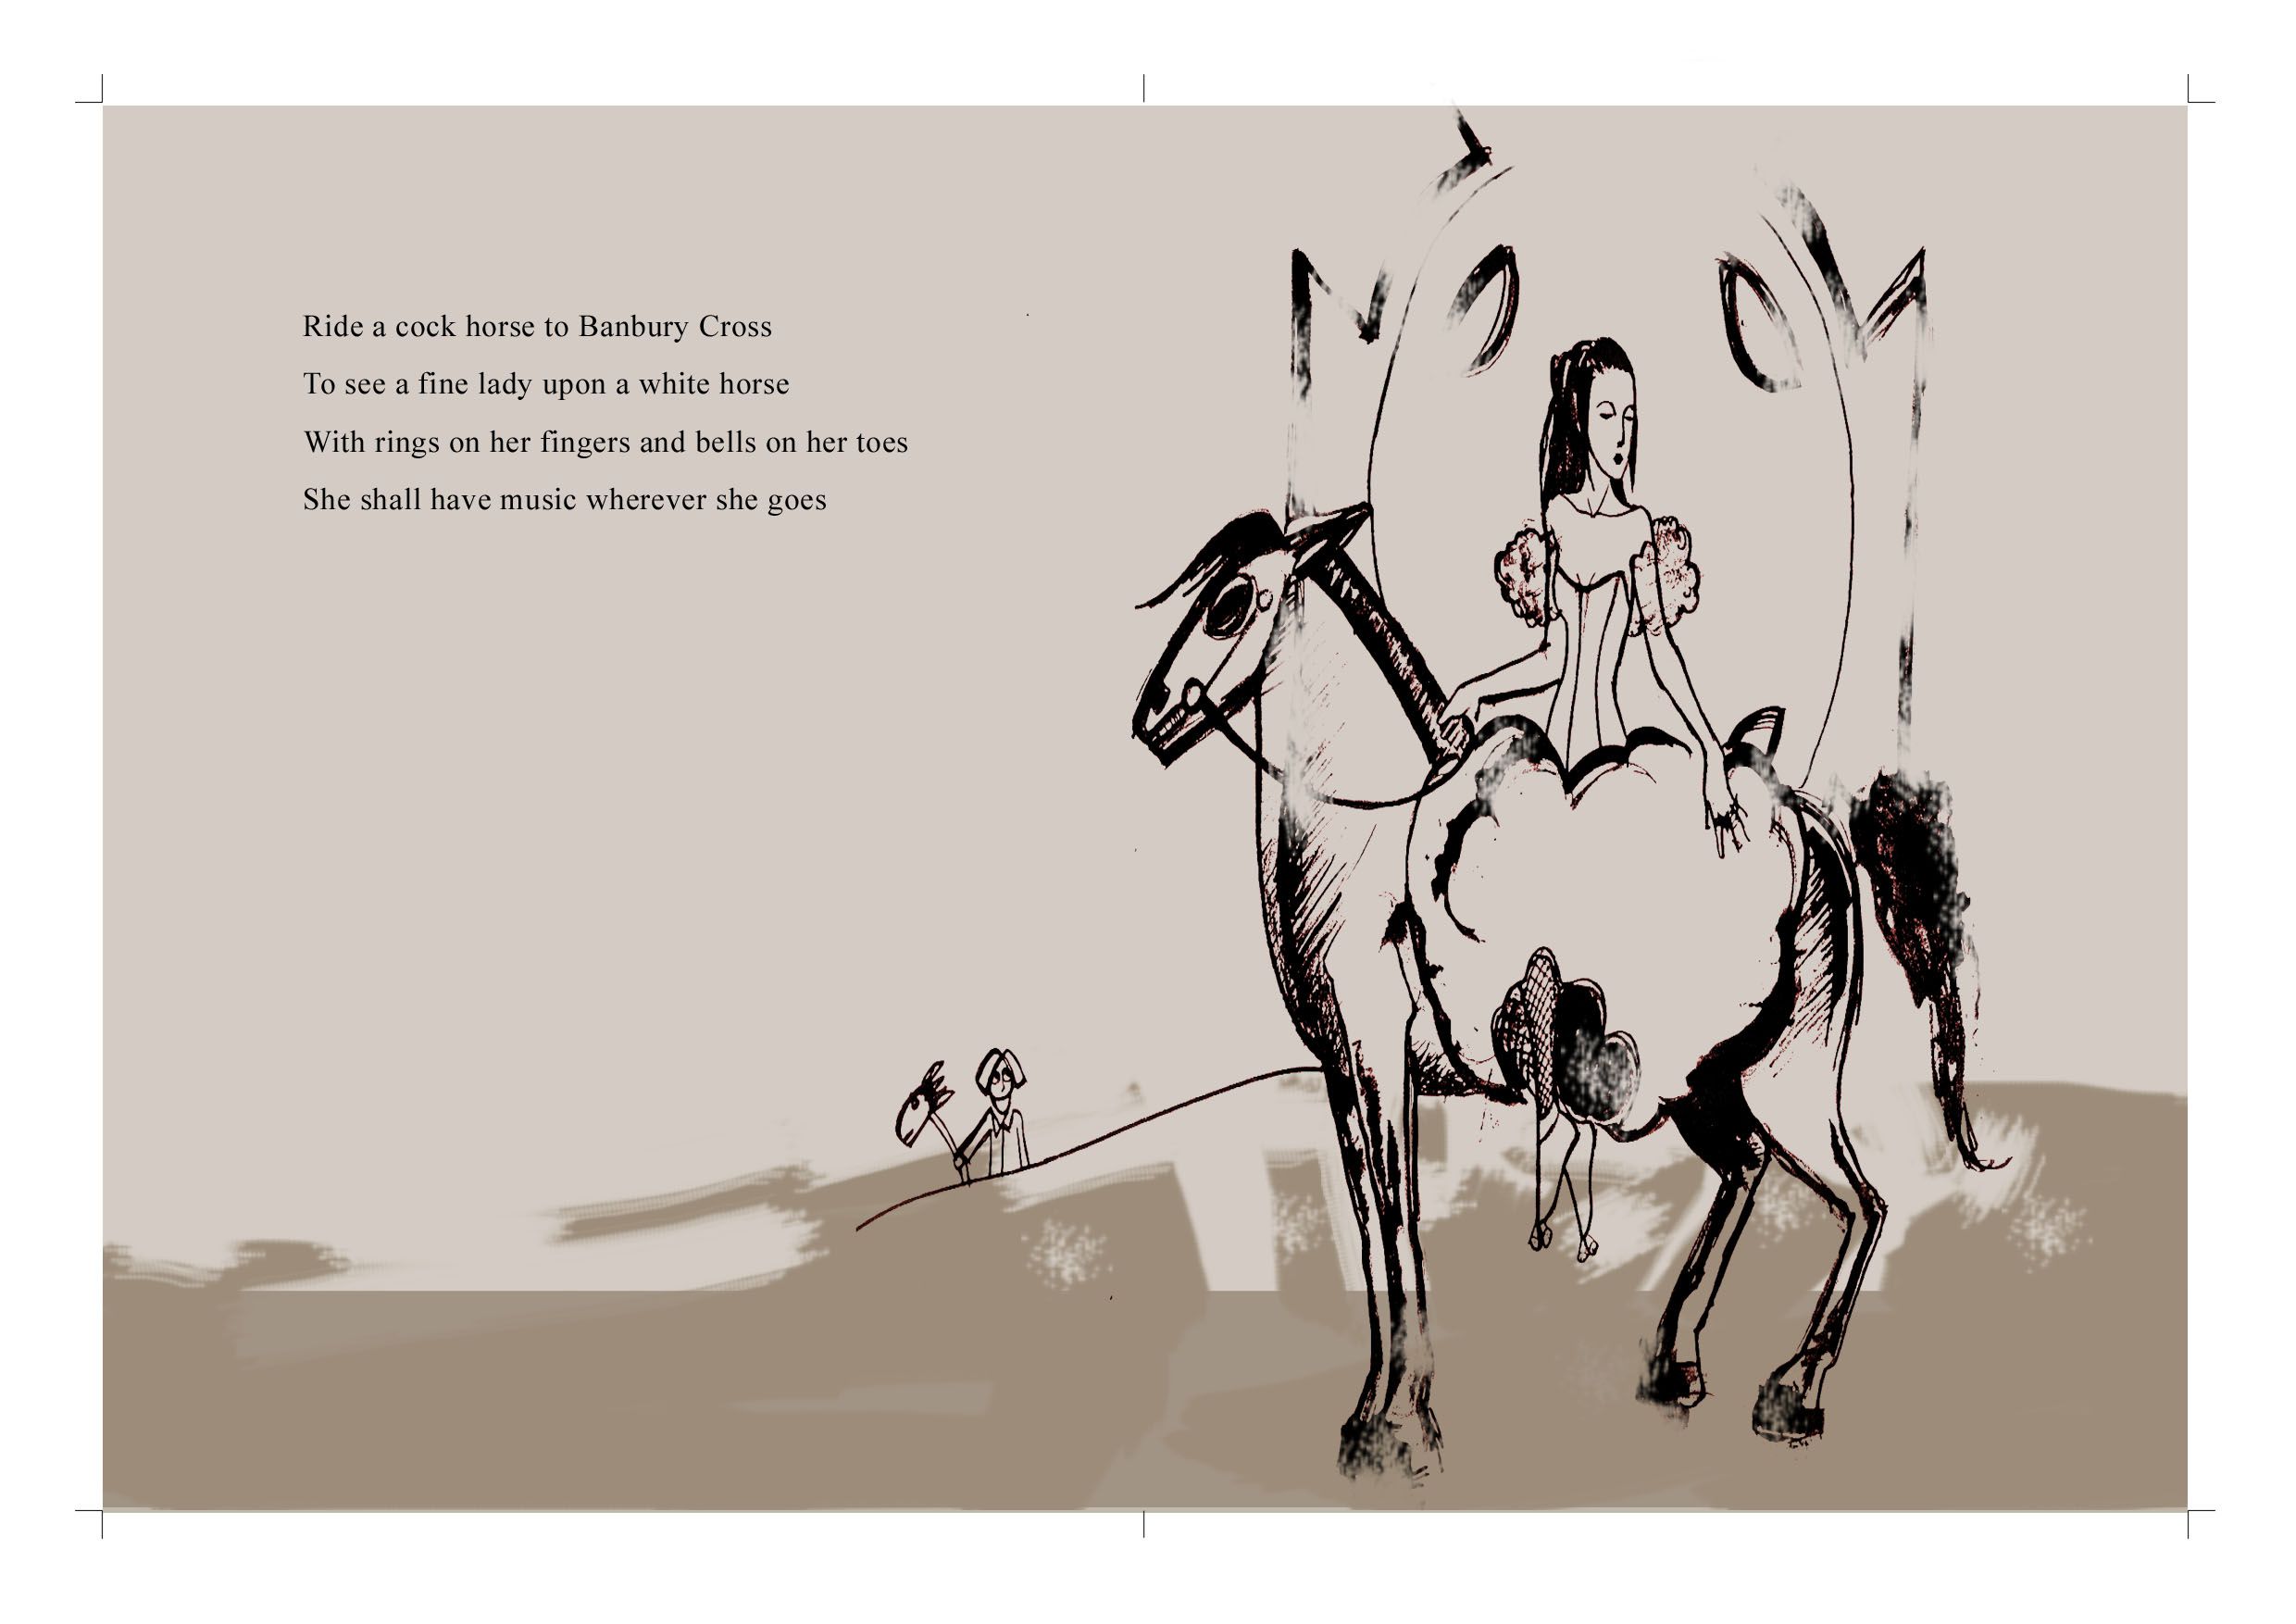 Ride a cock horse to Banbury Cross
To see a fine lady upon a white horse
With rings on her fingers and bells on her toes
She shall have music wherever she goes